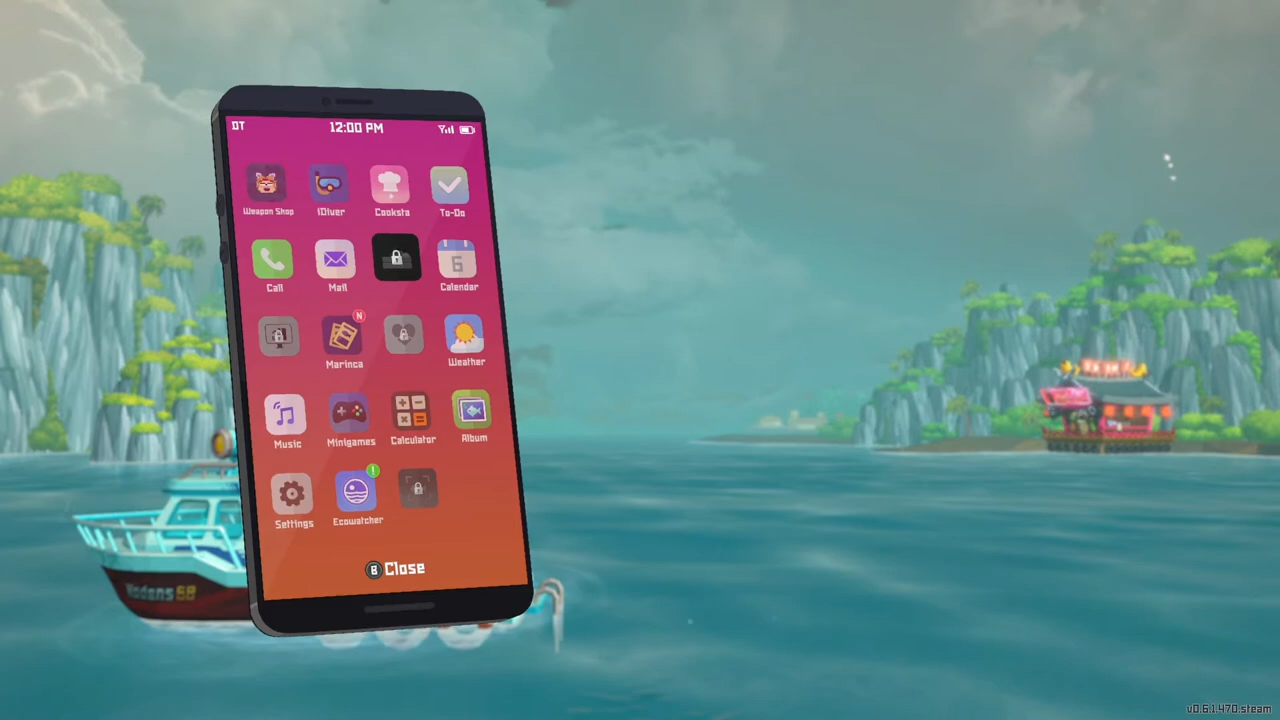 DT 12:00 PM
Weapon Shop iDiver Cooksta To-Do
6
Call Mail Calendar
N
Marinca Weather
Music Minigames Calculator Album
!
Settings Ecowatcher
B Close
v0.6.1.470.steam